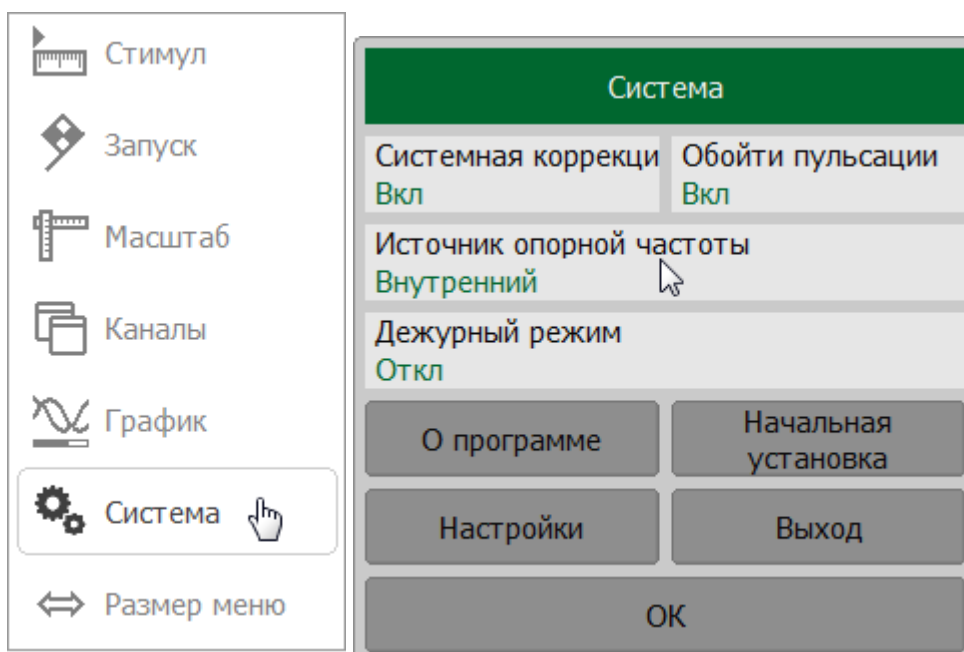 Стимул
Запуск
Масштаб
Каналы
График
Система
Размер меню
Система
Системная коррекци
Вкл
Обойти пульсации
Вкл
Источник опорной частоты
Внутренний
Дежурный режим
Откл
О программе
Начальная
установка
Настройки
Выход
ОК